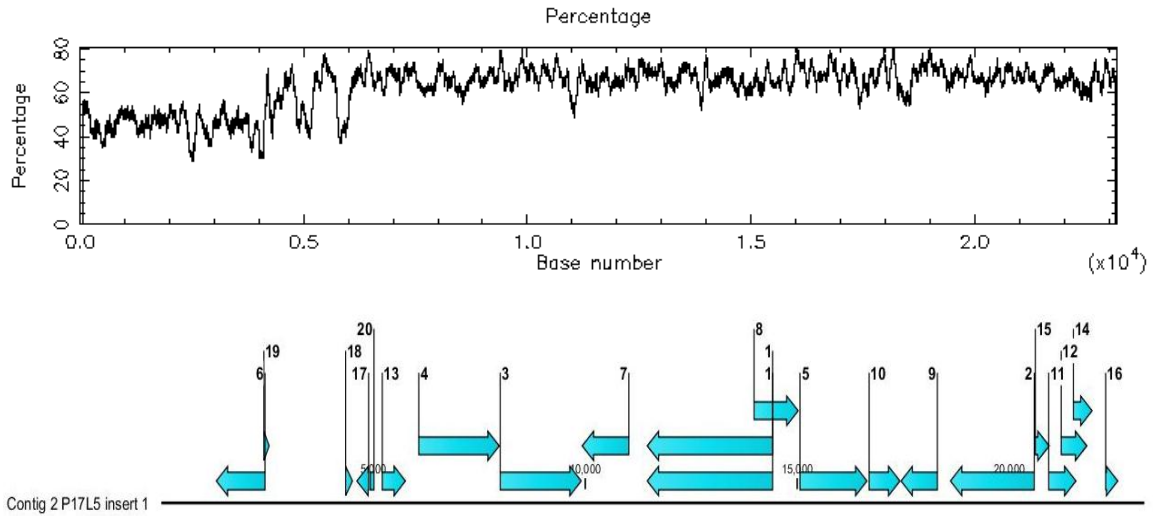 Percentage
80
60
40
20
0
Percentage
0.0 0.5 1.0 1.5 2.0
Base number
(x10⁴)
20 8 15 14
19 18 1 12
6 17 13 4 3 7 1 5 10 9 2 11 16
5,000 10,000 15,000 20,000
Contig 2 P17L5 insert 1